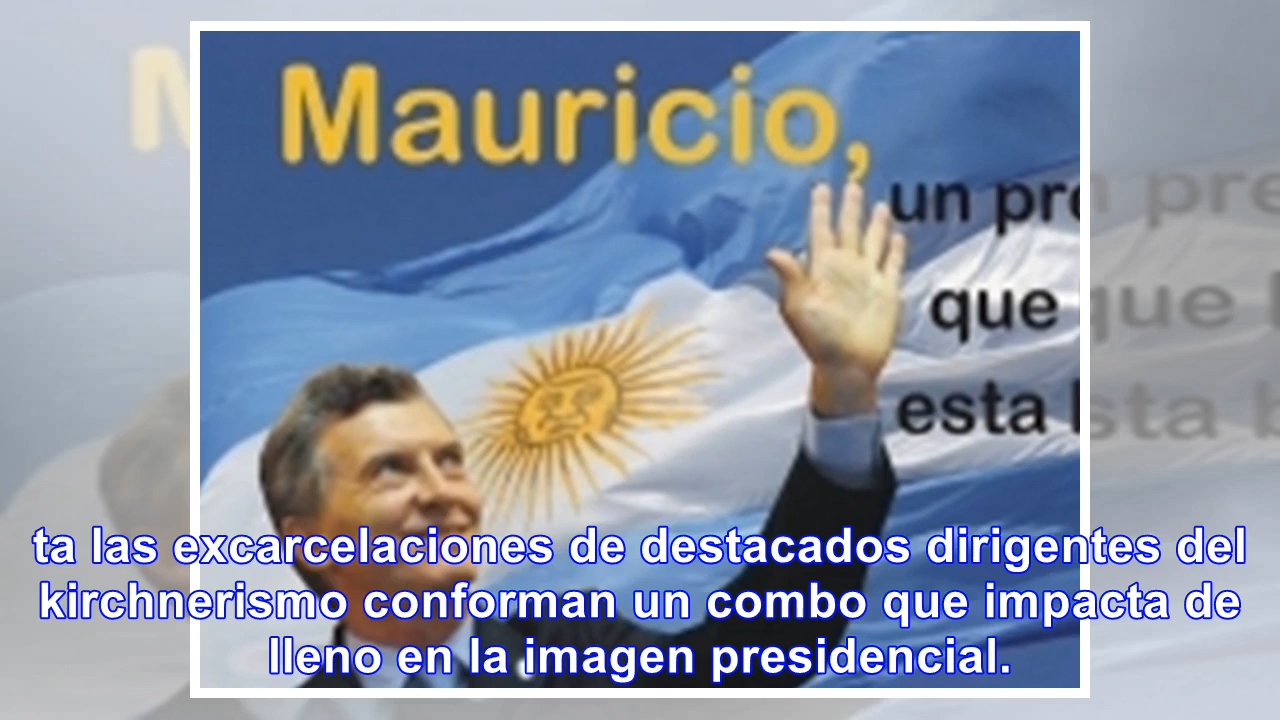 Mauricio,
un pro
que
esta
ta las excarcelaciones de destacados dirigentes del
kirchnerismo conforman un combo que impacta de
lleno en la imagen presidencial.